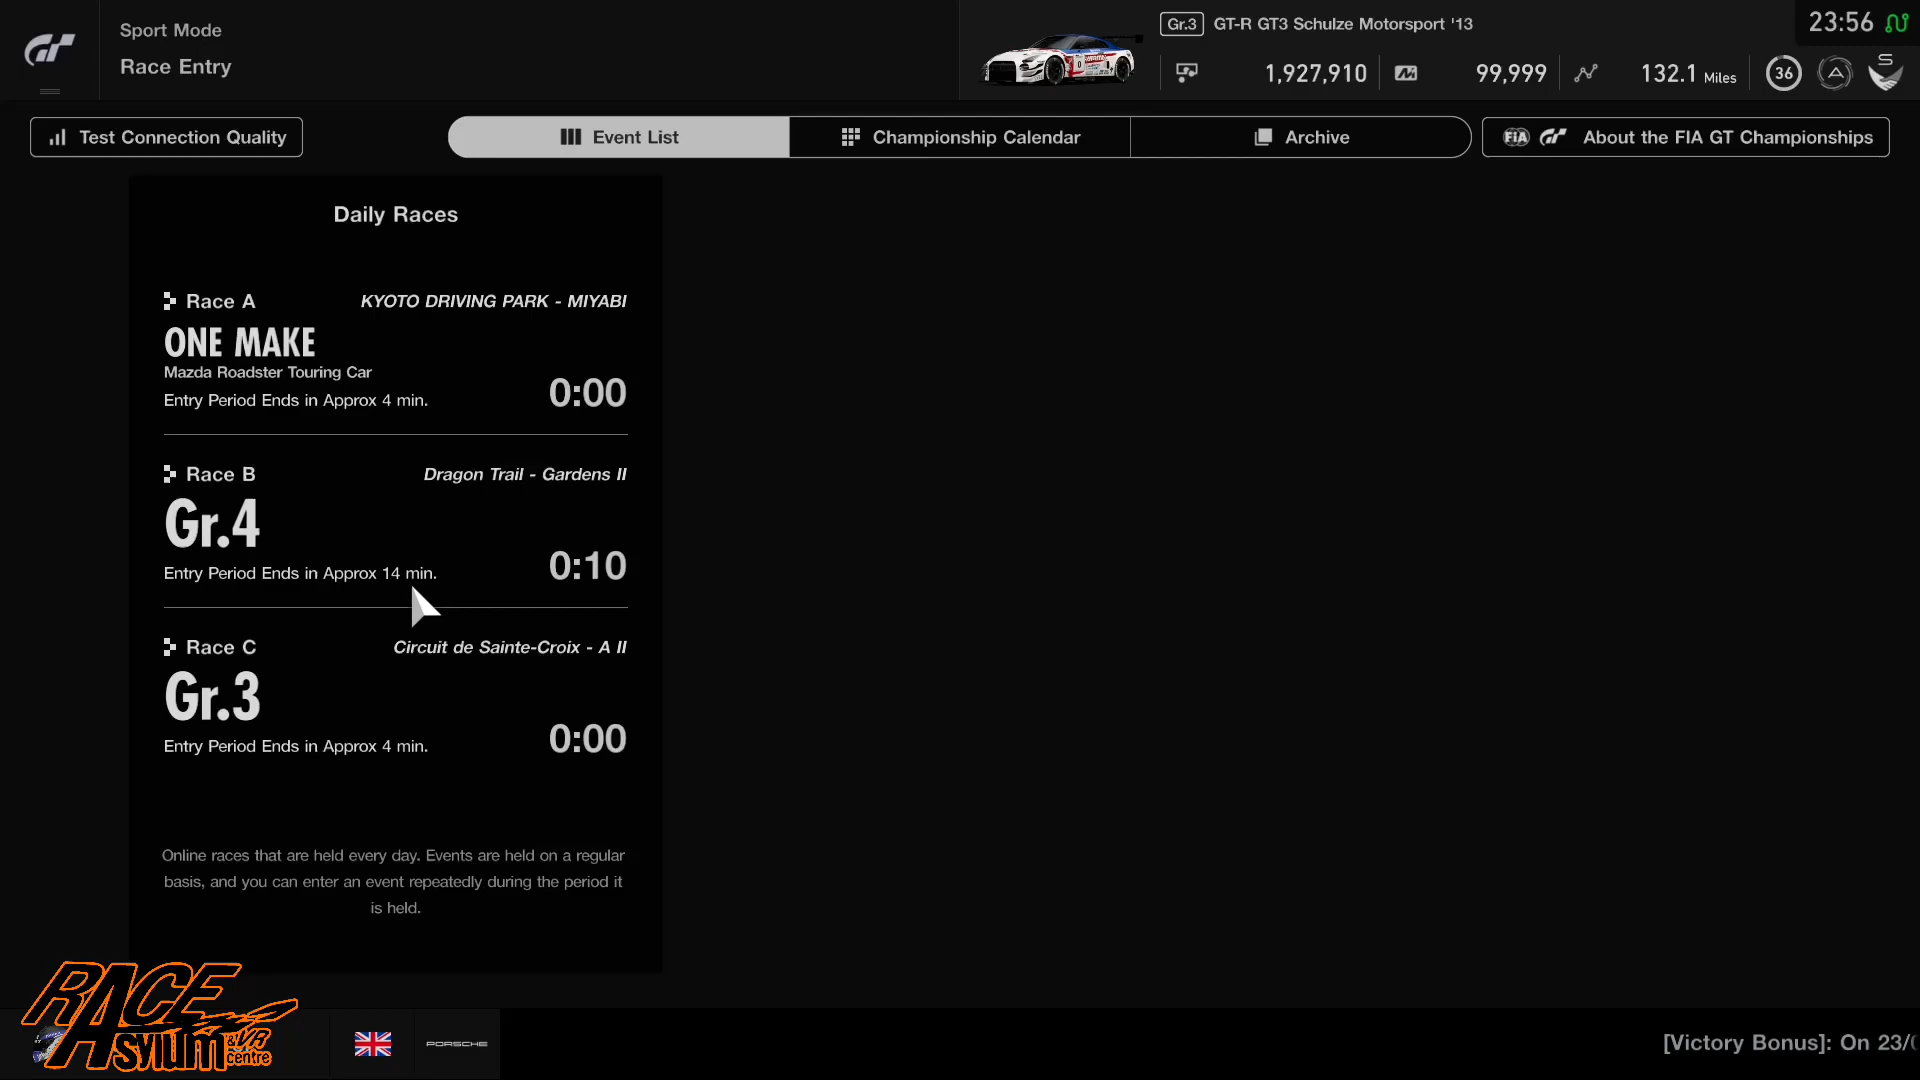 Sport Mode
Race Entry
Gr.3 GT-R GT3 Schulze Motorsport '13
23:56
1,927,910
99,999
132.1 Miles
36
A
S
Test Connection Quality
Event List
Championship Calendar
Archive
FIA GT About the FIA GT Championships
Daily Races
Race A KYOTO DRIVING PARK - MIYABI
ONE MAKE
Mazda Roadster Touring Car
Entry Period Ends in Approx 4 min. 0:00
Race B Dragon Trail - Gardens II
Gr.4
Entry Period Ends in Approx 14 min. 0:10
Race C Circuit de Sainte-Croix - A II
Gr.3
Entry Period Ends in Approx 4 min. 0:00
Online races that are held every day. Events are held on a regular
basis, and you can enter an event repeatedly during the period it
is held.
RACE
Asylum &VR
centre
PORSCHE
[Victory Bonus]: On 23/